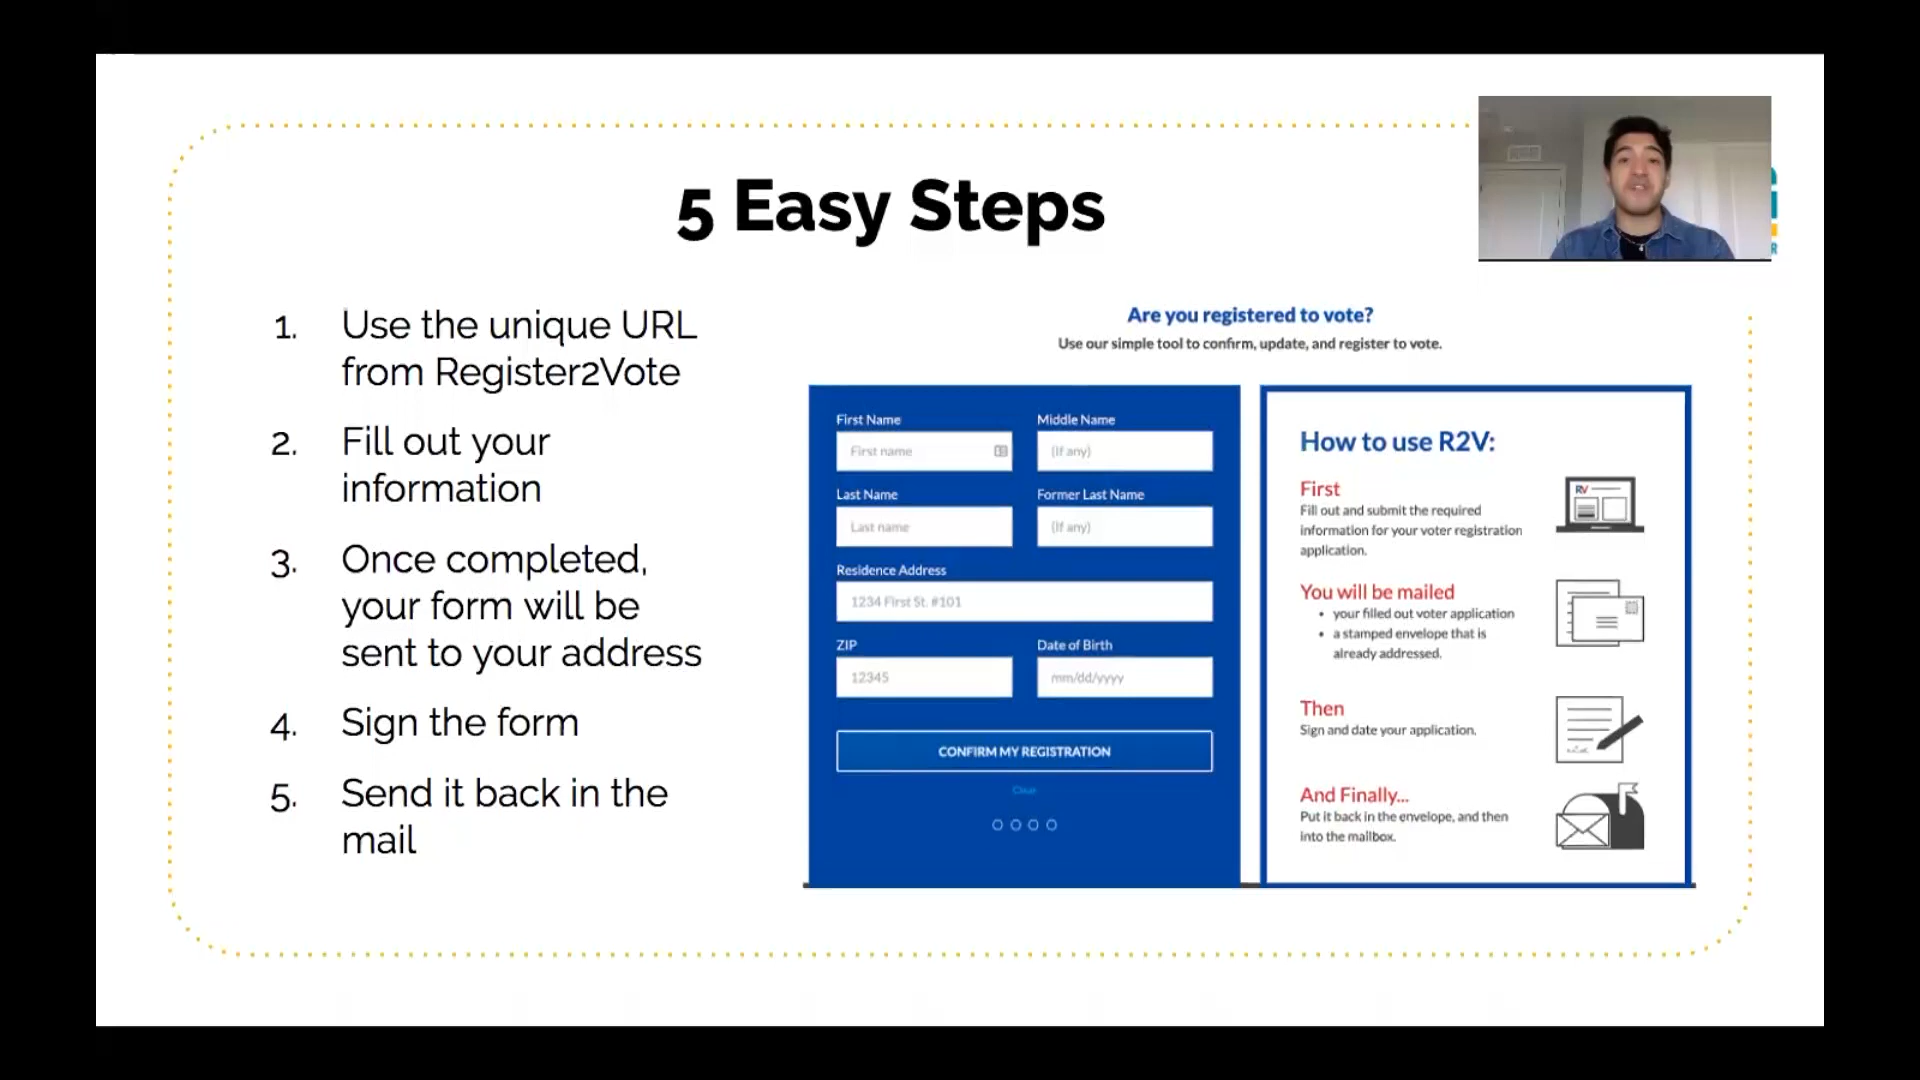 5 Easy Steps
1. Use the unique URL
from Register2Vote
2. Fill out your
information
3. Once completed,
your form will be
sent to your address
4. Sign the form
5. Send it back in the
mail
Are you registered to vote?
Use our simple tool to confirm, update, and register to vote.
First Name
Middle Name
First name
(If any)
Last Name
Former Last Name
Last name
(If any)
Residence Address
1234 First St. #101
ZIP
Date of Birth
12345
mm/dd/yyyy
CONFIRM MY REGISTRATION
Clear
How to use R2V:
First
Fill out and submit the required
information for your voter registration
application.
RV
You will be mailed
• your filled out voter application
• a stamped envelope that is
already addressed.
Then
Sign and date your application.
And Finally...
Put it back in the envelope, and then
into the mailbox.
R